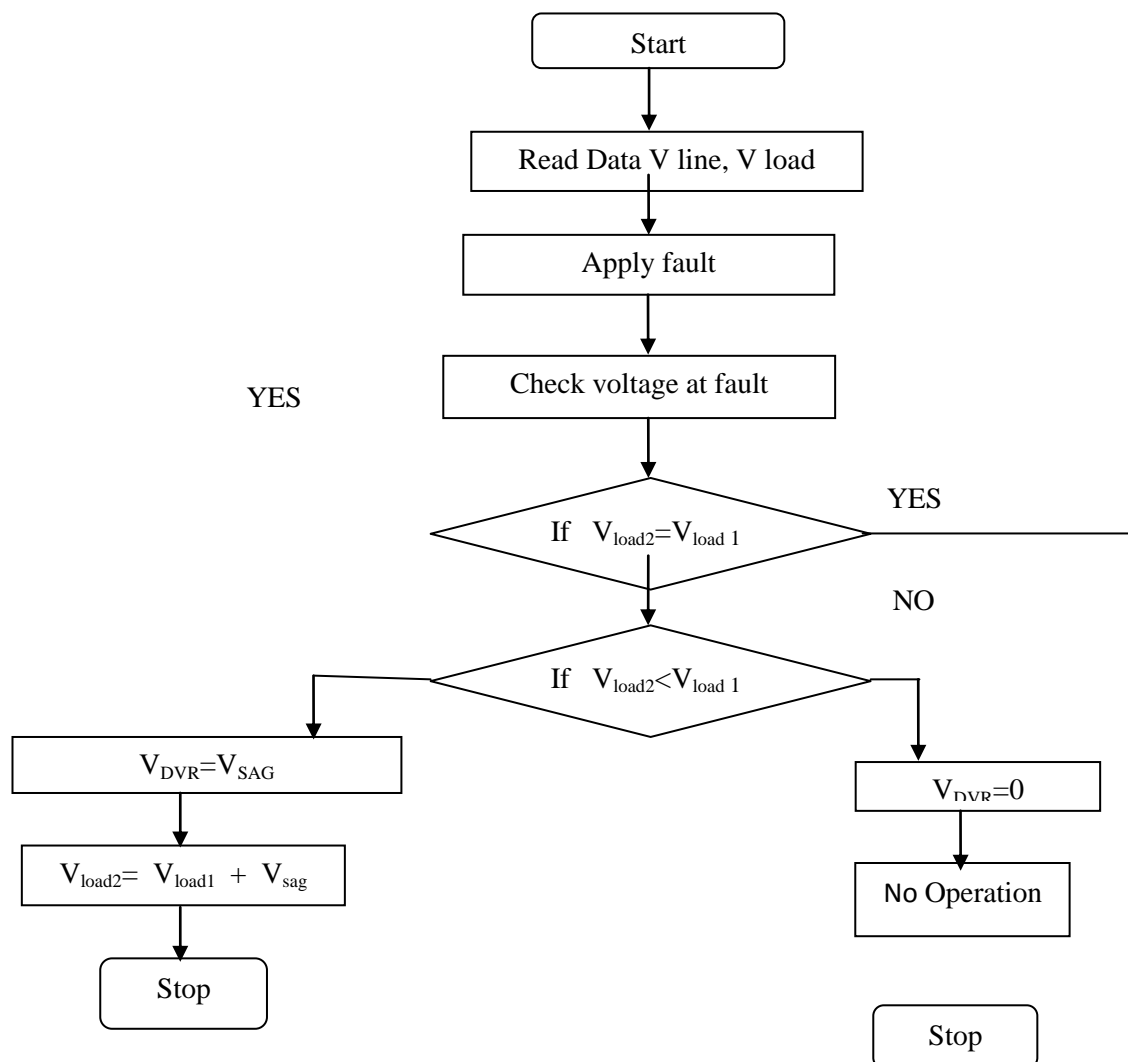 Start
Read Data V line, V load
Apply fault
Check voltage at fault
YES
If V_load2=V_load 1
YES
NO
If V_load2<V_load 1
V_DVR=V_SAG
V_DVR=0
V_load2= V_load1 + V_sag
No Operation
Stop
Stop